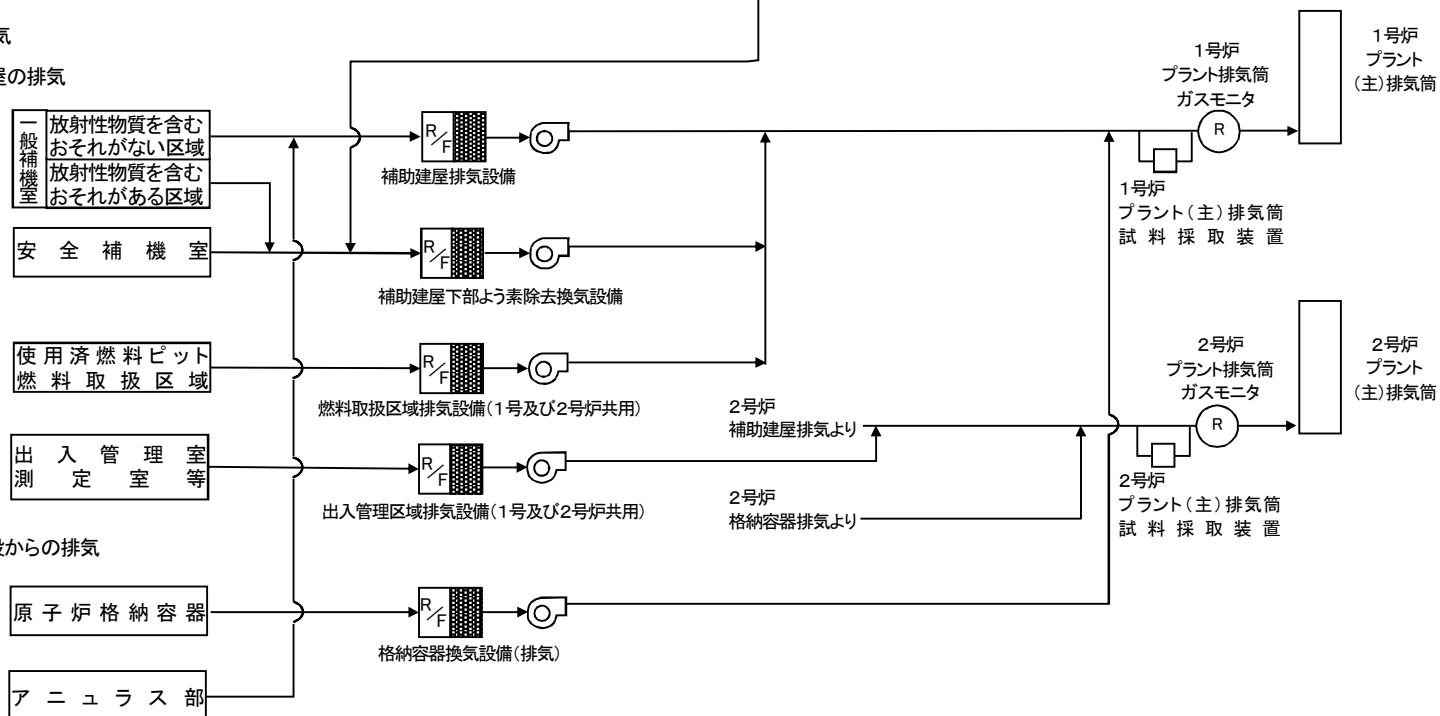 気
屋の排気
一般補機室
放射性物質を含む
おそれがない区域
放射性物質を含む
おそれがある区域
R/F
補助建屋排気設備
安全補機室
R/F
補助建屋下部よう素除去換気設備
使用済燃料ピット
燃料取扱区域
R/F
燃料取扱区域排気設備(1号及び2号炉共用)
出入管理室
測定室等
R/F
出入管理区域排気設備(1号及び2号炉共用)
からの排気
原子炉格納容器
R/F
格納容器換気設備(排気)
アニュラス部
2号炉
補助建屋排気より
2号炉
格納容器排気より
1号炉
プラント排気筒
ガスモニタ
R
1号炉
プラント(主)排気筒
試料採取装置
1号炉
プラント
(主)排気筒
2号炉
プラント排気筒
ガスモニタ
R
2号炉
プラント(主)排気筒
試料採取装置
2号炉
プラント
(主)排気筒